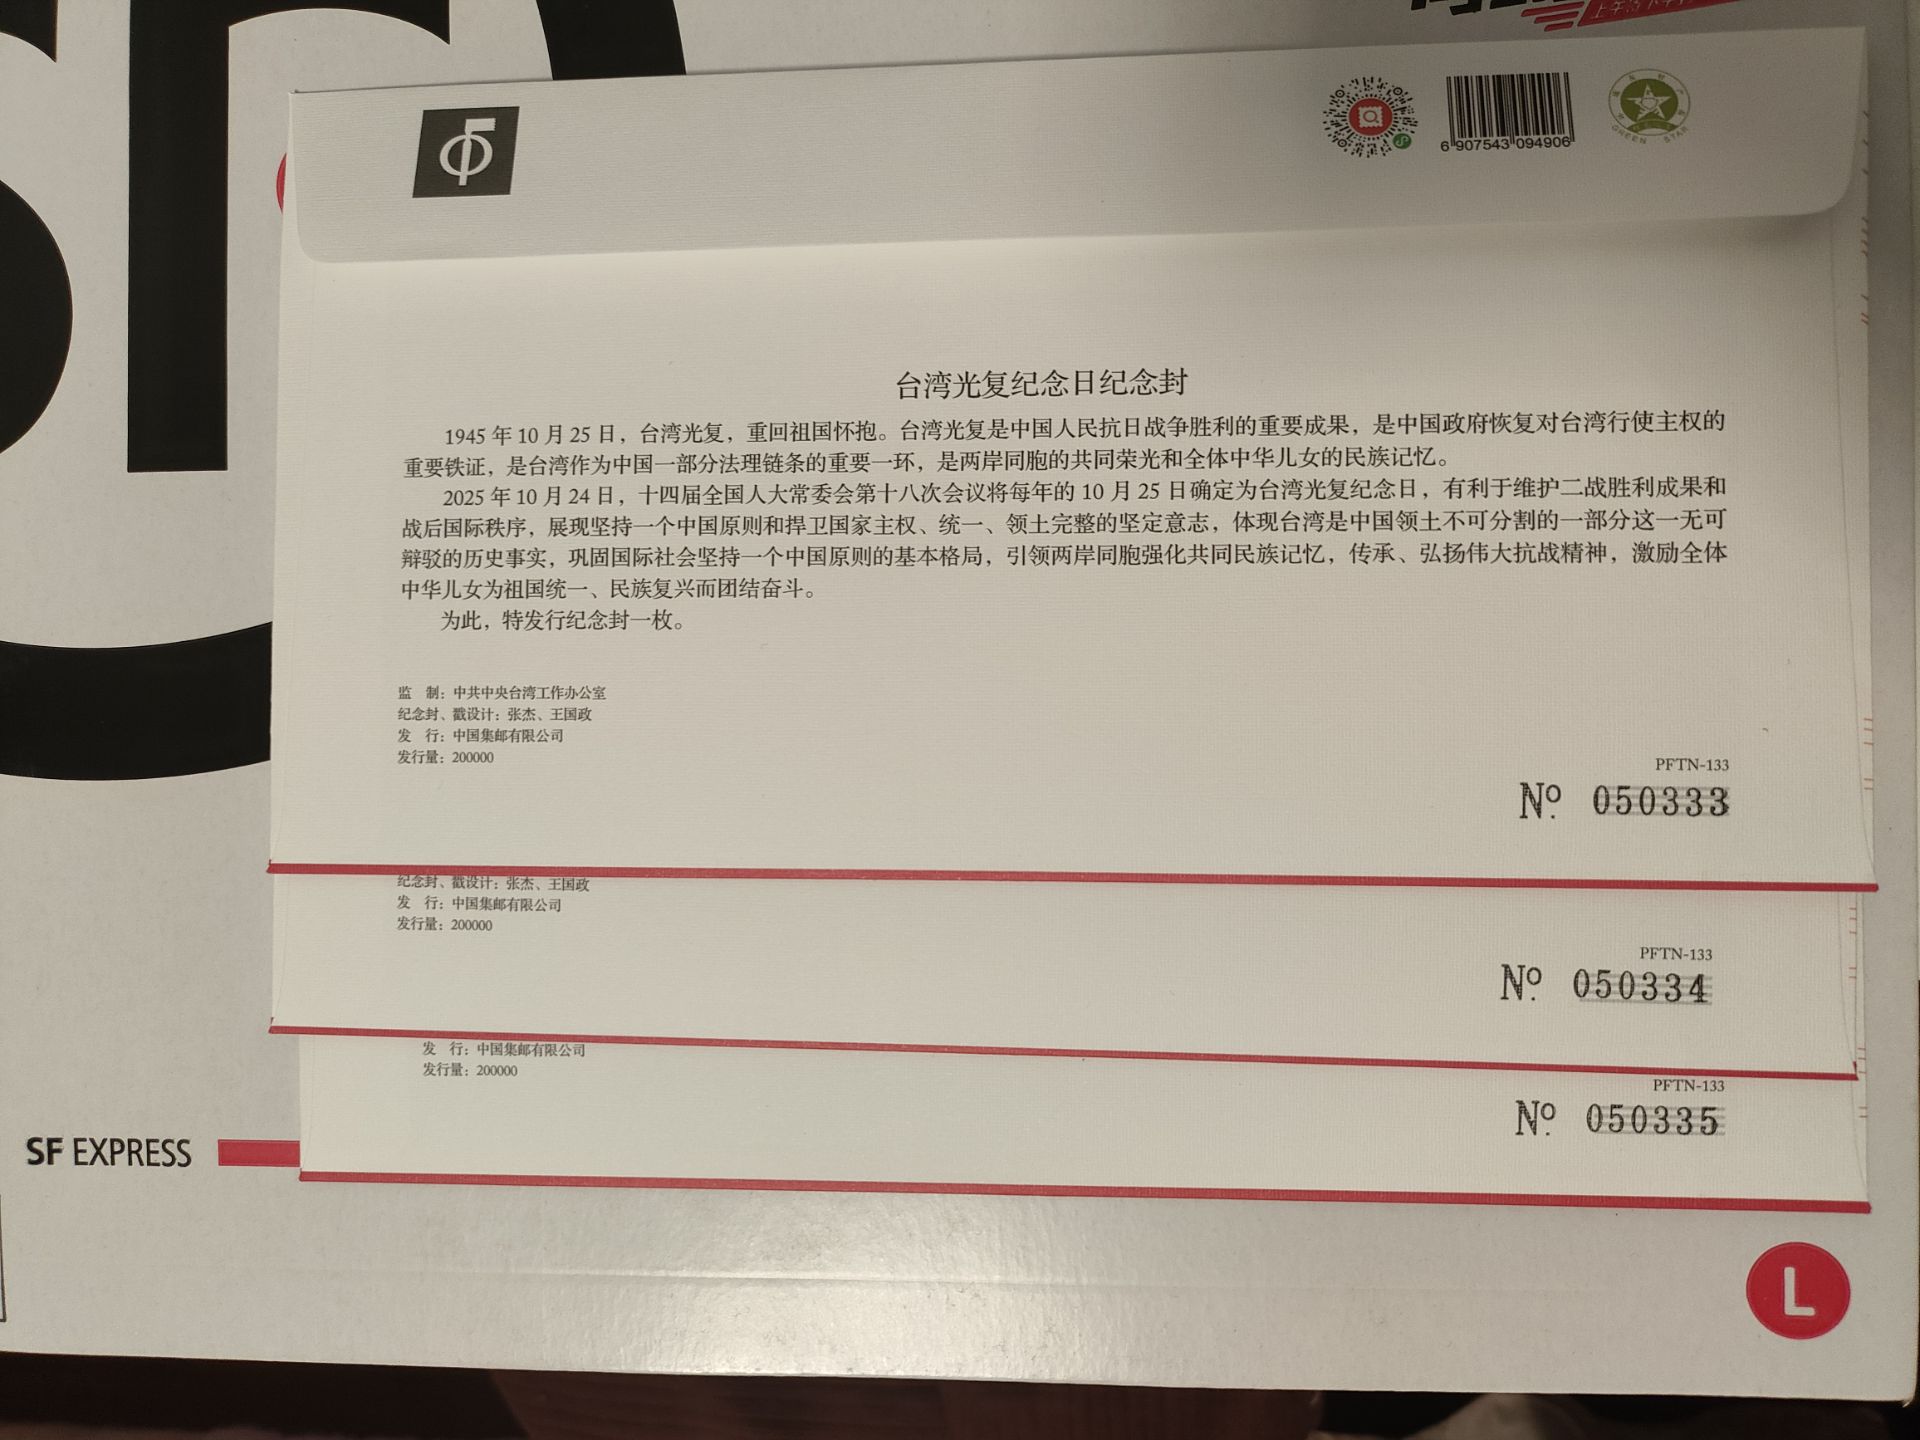 6 907543 094906
GREEN STAR
台湾光复纪念日纪念封
1945 年 10 月 25 日，台湾光复，重回祖国怀抱。台湾光复是中国人民抗日战争胜利的重要成果，是中国政府恢复对台湾行使主权的
重要铁证，是台湾作为中国一部分法理链条的重要一环，是两岸同胞的共同荣光和全体中华儿女的民族记忆。
2025 年 10 月 24 日，十四届全国人大常委会第十八次会议将每年的 10 月 25 日确定为台湾光复纪念日，有利于维护二战胜利成果和
战后国际秩序，展现坚持一个中国原则和捍卫国家主权、统一、领土完整的坚定意志，体现台湾是中国领土不可分割的一部分这一无可
辩驳的历史事实，巩固国际社会坚持一个中国原则的基本格局，引领两岸同胞强化共同民族记忆，传承、弘扬伟大抗战精神，激励全体
中华儿女为祖国统一、民族复兴而团结奋斗。
为此，特发行纪念封一枚。
监　制：中共中央台湾工作办公室
纪念封、戳设计：张杰、王国政
发　行：中国集邮有限公司
发行量：200000
PFTN-133
Nº 050333
纪念封、戳设计：张杰、王国政
发　行：中国集邮有限公司
发行量：200000
PFTN-133
Nº 050334
发　行：中国集邮有限公司
发行量：200000
PFTN-133
Nº 050335
SF EXPRESS
L